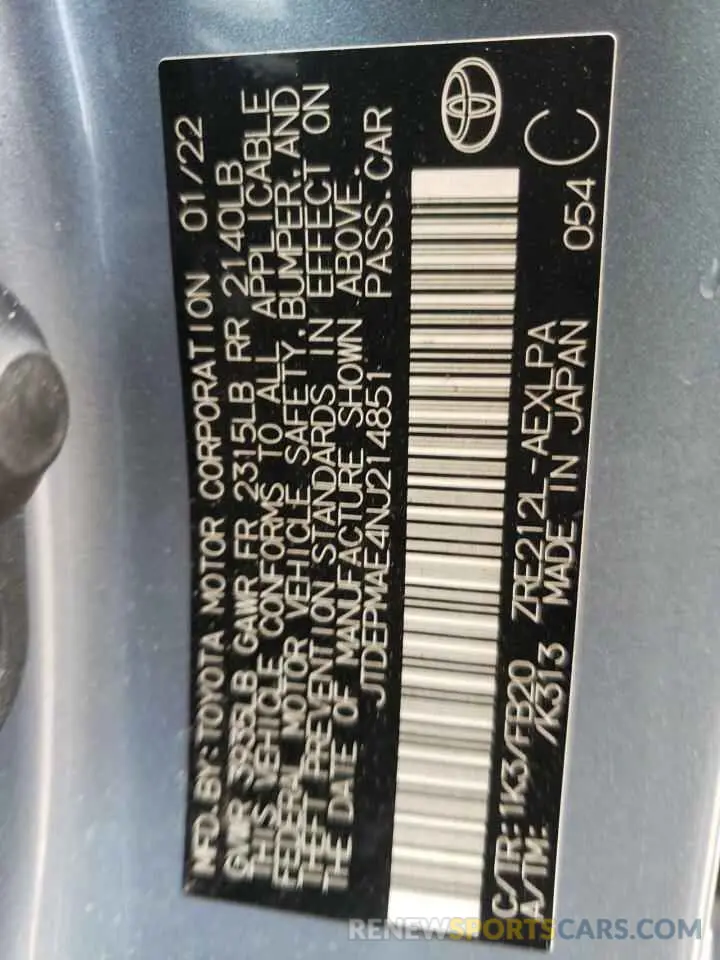 MFD. BY: TOYOTA MOTOR CORPORATION 01/22
GVWR 3935LB GAWR FR 2315LB RR 2140LB
THIS VEHICLE CONFORMS TO ALL APPLICABLE
FEDERAL MOTOR VEHICLE SAFETY, BUMPER, AND
THEFT PREVENTION STANDARDS IN EFFECT ON
THE DATE OF MANUFACTURE SHOWN ABOVE.
JTDEPMAE4NJ214851 PASS. CAR
C/TR: 1K3/FB20 ZRE212L-AEXLPA 054
A/TM: /K313 MADE IN JAPAN
C
RENEWSPORTSCARS.COM